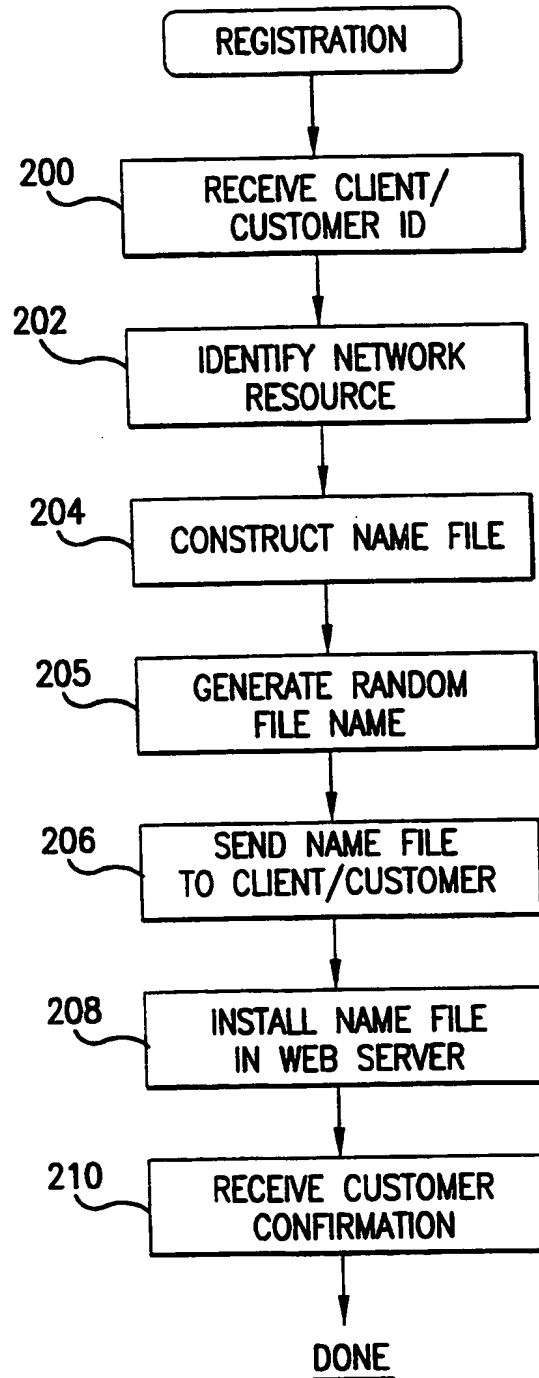 REGISTRATION
200
RECEIVE CLIENT/
CUSTOMER ID
202
IDENTIFY NETWORK
RESOURCE
204
CONSTRUCT NAME FILE
205
GENERATE RANDOM
FILE NAME
206
SEND NAME FILE
TO CLIENT/CUSTOMER
208
INSTALL NAME FILE
IN WEB SERVER
210
RECEIVE CUSTOMER
CONFIRMATION
DONE